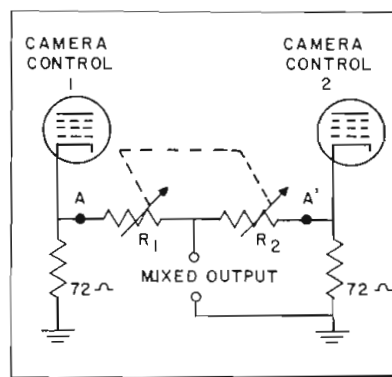 CAMERA
CONTROL
1
CAMERA
CONTROL
2
A
A'
R1
R2
MIXED OUTPUT
72 Ω
72 Ω